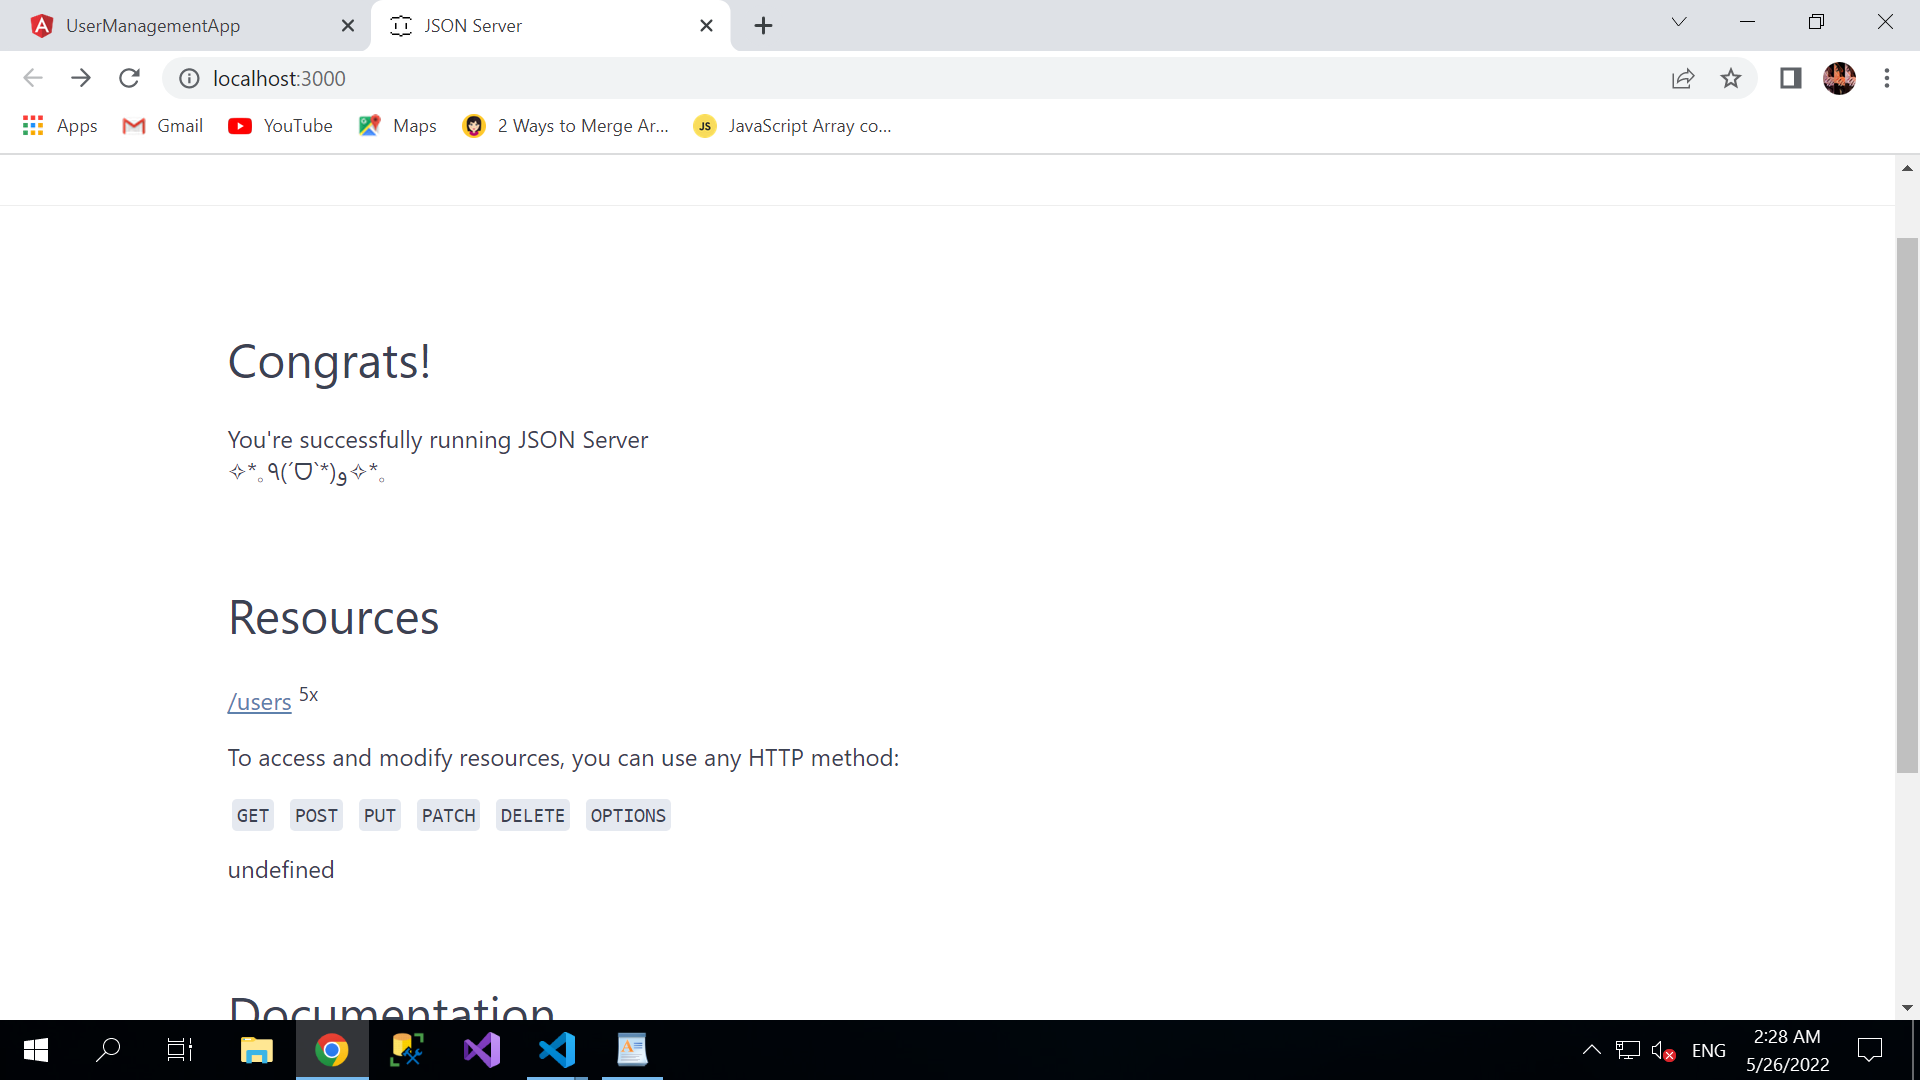 UserManagementApp
JSON Server
localhost:3000
Apps
Gmail
YouTube
Maps
2 Ways to Merge Ar...
JS
JavaScript Array co...
Congrats!
You're successfully running JSON Server
✧*｡٩(ˊᗜˋ*)و✧*｡
Resources
/users 5x
To access and modify resources, you can use any HTTP method:
GET POST PUT PATCH DELETE OPTIONS
undefined
Documentation
ENG
2:28 AM
5/26/2022